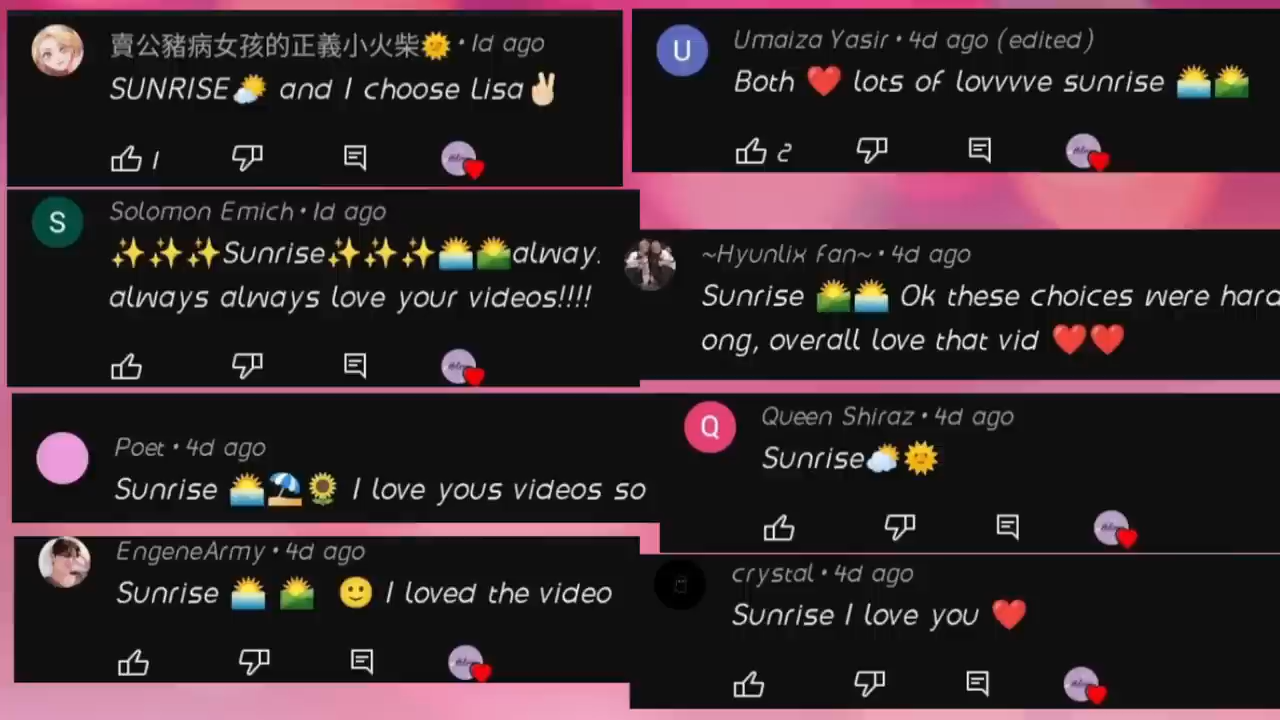 賣公豬病女孩的正義小火柴🌞 • 1d ago
SUNRISE🌤️ and I choose Lisa✌🏻
1
Solomon Emich • 1d ago
✨✨✨Sunrise✨✨✨🌅🌄alway.
always always love your videos!!!!
Poet • 4d ago
Sunrise 🌅⛱️🌻 I love yous videos so
EngeneArmy • 4d ago
Sunrise 🌅 🌄 🙂 I loved the video
Umaiza Yasir • 4d ago (edited)
Both ❤️ lots of lovvvve sunrise 🌅🌄
2
~Hyunlix fan~ • 4d ago
Sunrise 🌄🌅 Ok these choices were hard
ong, overall love that vid ❤️❤️
Queen Shiraz • 4d ago
Sunrise🌤️🌞
crystal • 4d ago
Sunrise I love you ❤️
U
S
Q